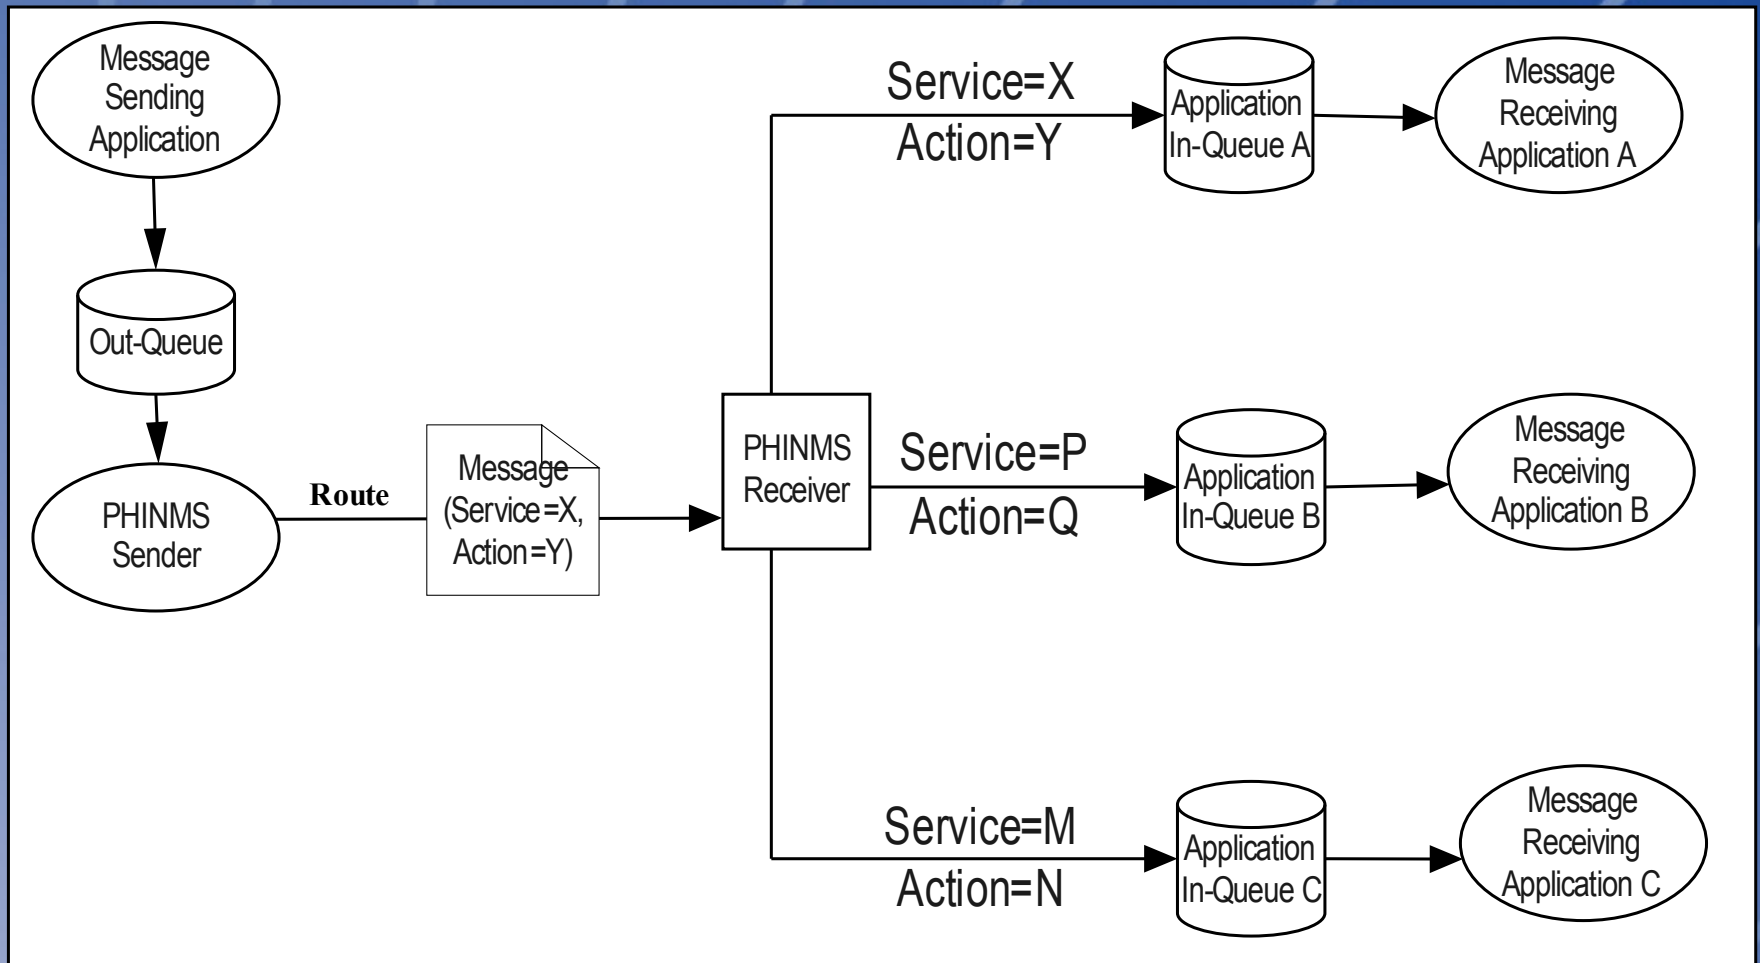 Message
Sending
Application
Out-Queue
PHINMS
Sender
Route
Message
(Service=X,
Action=Y)
PHINMS
Receiver
Service=X
Action=Y
Application
In-Queue A
Message
Receiving
Application A
Service=P
Action=Q
Application
In-Queue B
Message
Receiving
Application B
Service=M
Action=N
Application
In-Queue C
Message
Receiving
Application C